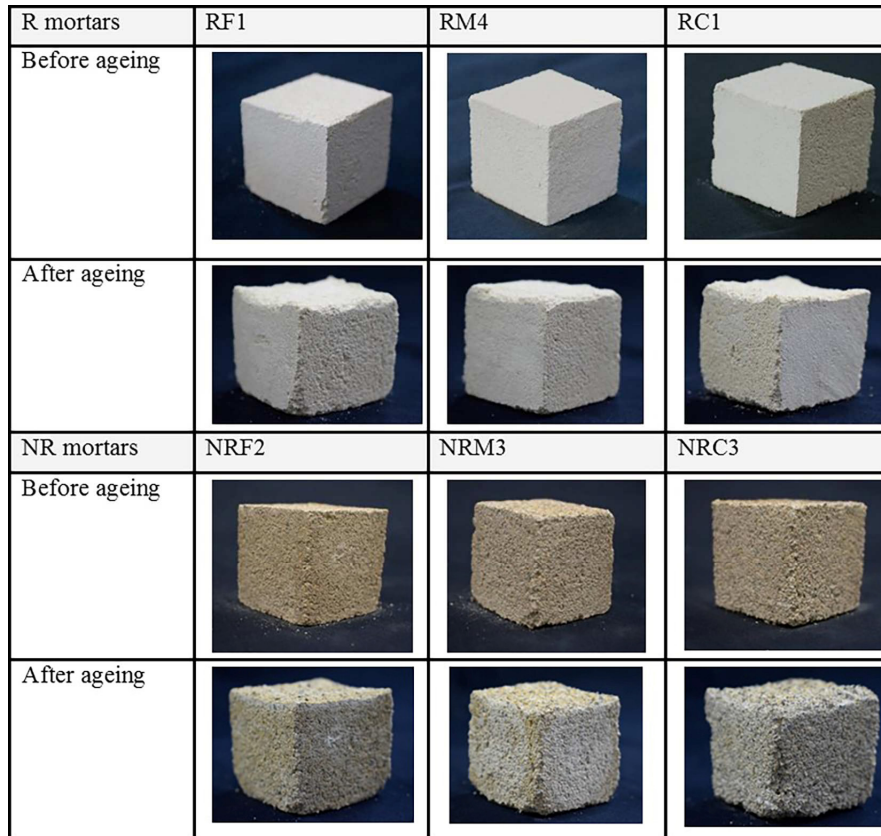 R mortars RF1 RM4 RC1
Before ageing
After ageing
NR mortars NRF2 NRM3 NRC3
Before ageing
After ageing